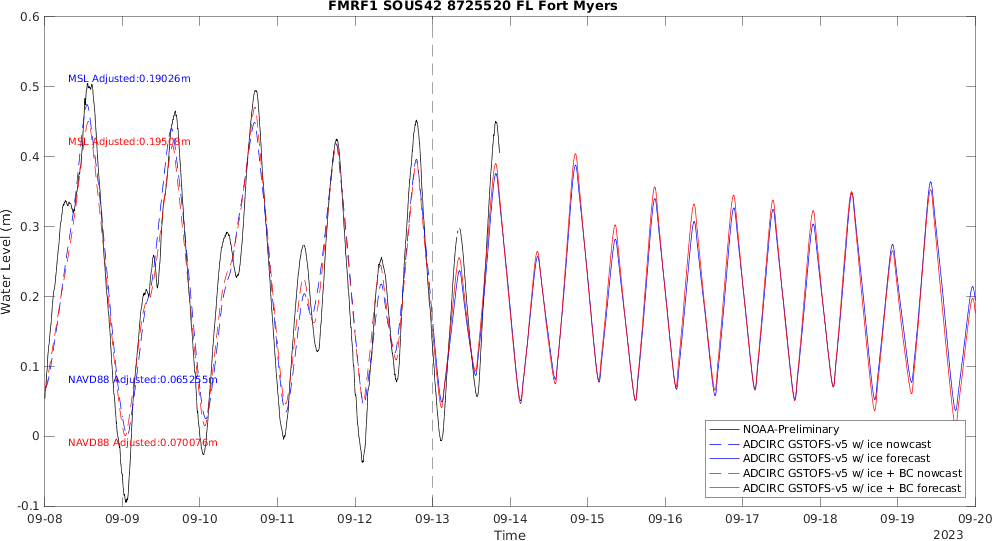 FMRF1 SOUS42 8725520 FL Fort Myers
0.6
0.5
0.4
0.3
0.2
0.1
0
-0.1
Water Level (m)
MSL Adjusted:0.19026m
MSL Adjusted:0.19508m
NAVD88 Adjusted:0.065255m
NAVD88 Adjusted:0.070076m
NOAA-Preliminary
ADCIRC GSTOFS-v5 w/ ice nowcast
ADCIRC GSTOFS-v5 w/ ice forecast
ADCIRC GSTOFS-v5 w/ ice + BC nowcast
ADCIRC GSTOFS-v5 w/ ice + BC forecast
09-08 09-09 09-10 09-11 09-12 09-13 09-14 09-15 09-16 09-17 09-18 09-19 09-20
Time
2023